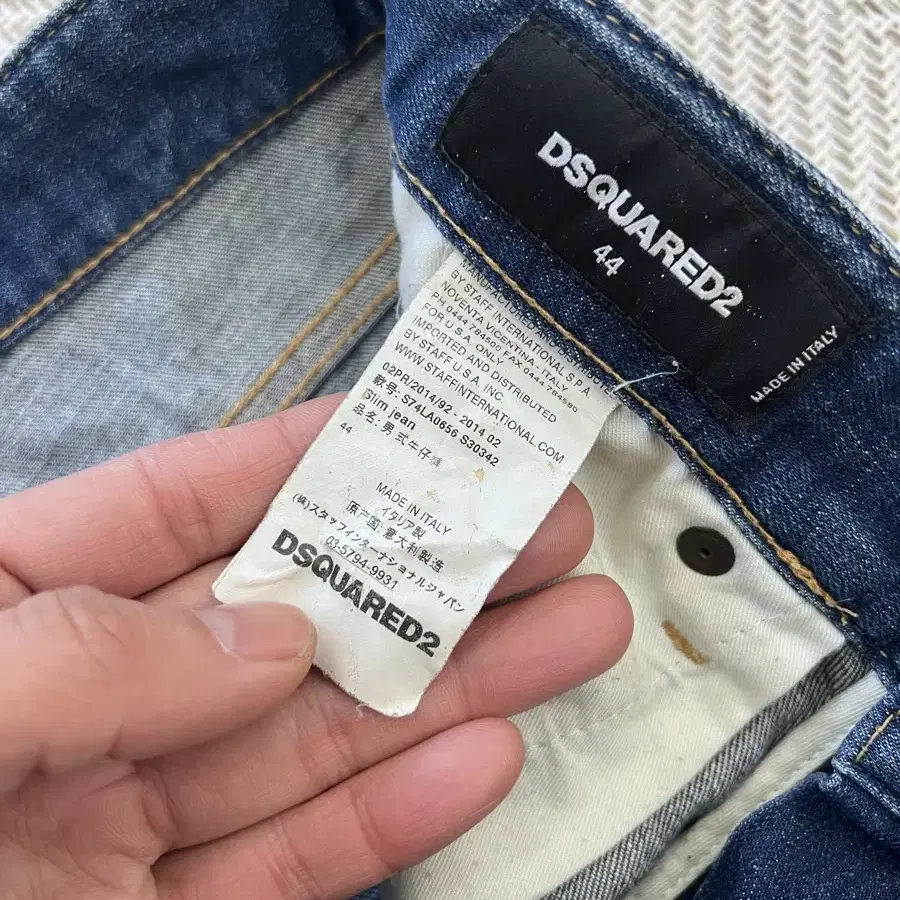 DSQUARED2
44
MADE IN ITALY
MANUFACTURED AND DISTRIBUTED
BY STAFF INTERNATIONAL S.P.A.
NOVENTA VICENTINA - ITALY
PH 0444 784500 FAX 0444 784580
FOR U.S.A. ONLY
IMPORTED AND DISTRIBUTED
BY STAFF U.S.A. INC.
WWW.STAFFINTERNATIONAL.COM
02PR/2014/92 - 2014 02
款号: S74LA0656 S30342
Slim jean
品名: 男式牛仔裤
44
MADE IN ITALY
イタリア製
原产国: 意大利製造
(株)スタッフインターナショナルジャパン
03-5794-9931
DSQUARED2